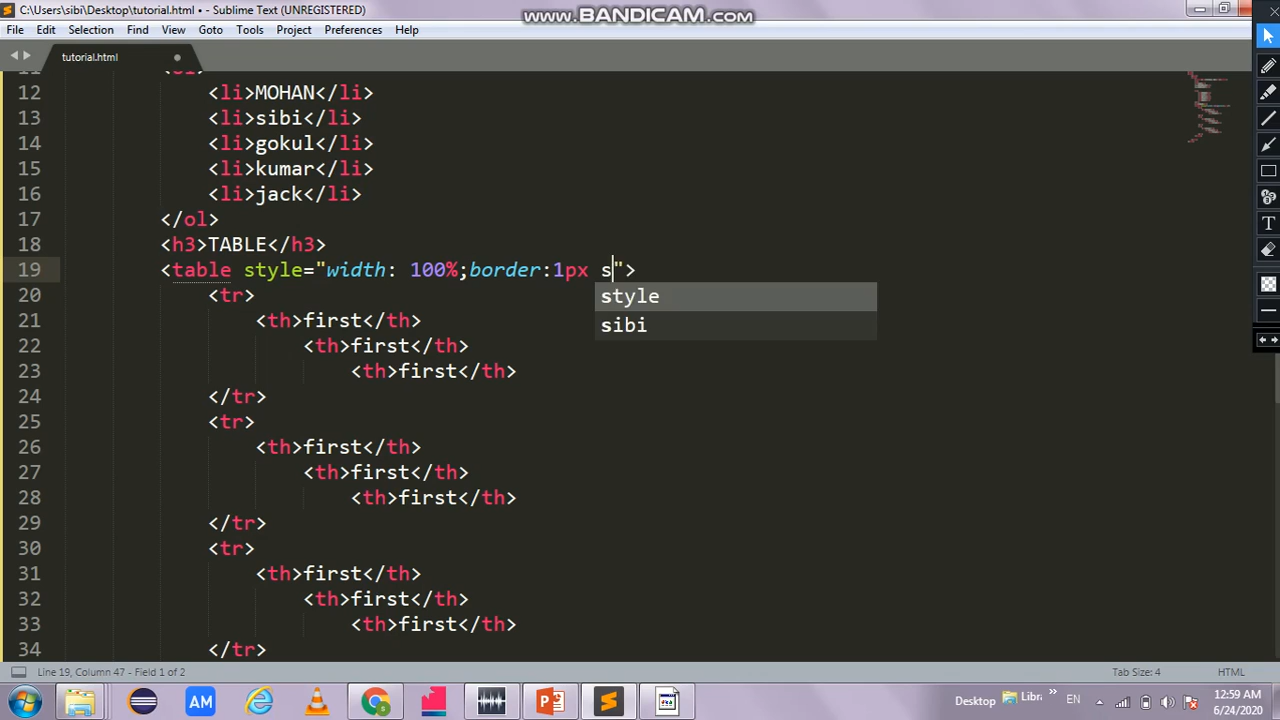 C:\Users\sibi\Desktop\tutorial.html • - Sublime Text (UNREGISTERED)
www.BANDICAM.com
File Edit Selection Find View Goto Tools Project Preferences Help
tutorial.html
12 <li>MOHAN</li>
13 <li>sibi</li>
14 <li>gokul</li>
15 <li>kumar</li>
16 <li>jack</li>
17 </ol>
18 <h3>TABLE</h3>
19 <table style="width: 100%;border:1px s">
style
20 <tr>
sibi
21 <th>first</th>
22 <th>first</th>
23 <th>first</th>
24 </tr>
25 <tr>
26 <th>first</th>
27 <th>first</th>
28 <th>first</th>
29 </tr>
30 <tr>
31 <th>first</th>
32 <th>first</th>
33 <th>first</th>
34 </tr>
Line 19, Column 47 - Field 1 of 2
Tab Size: 4
HTML
AM
Desktop
Libra
EN
12:59 AM
6/24/2020